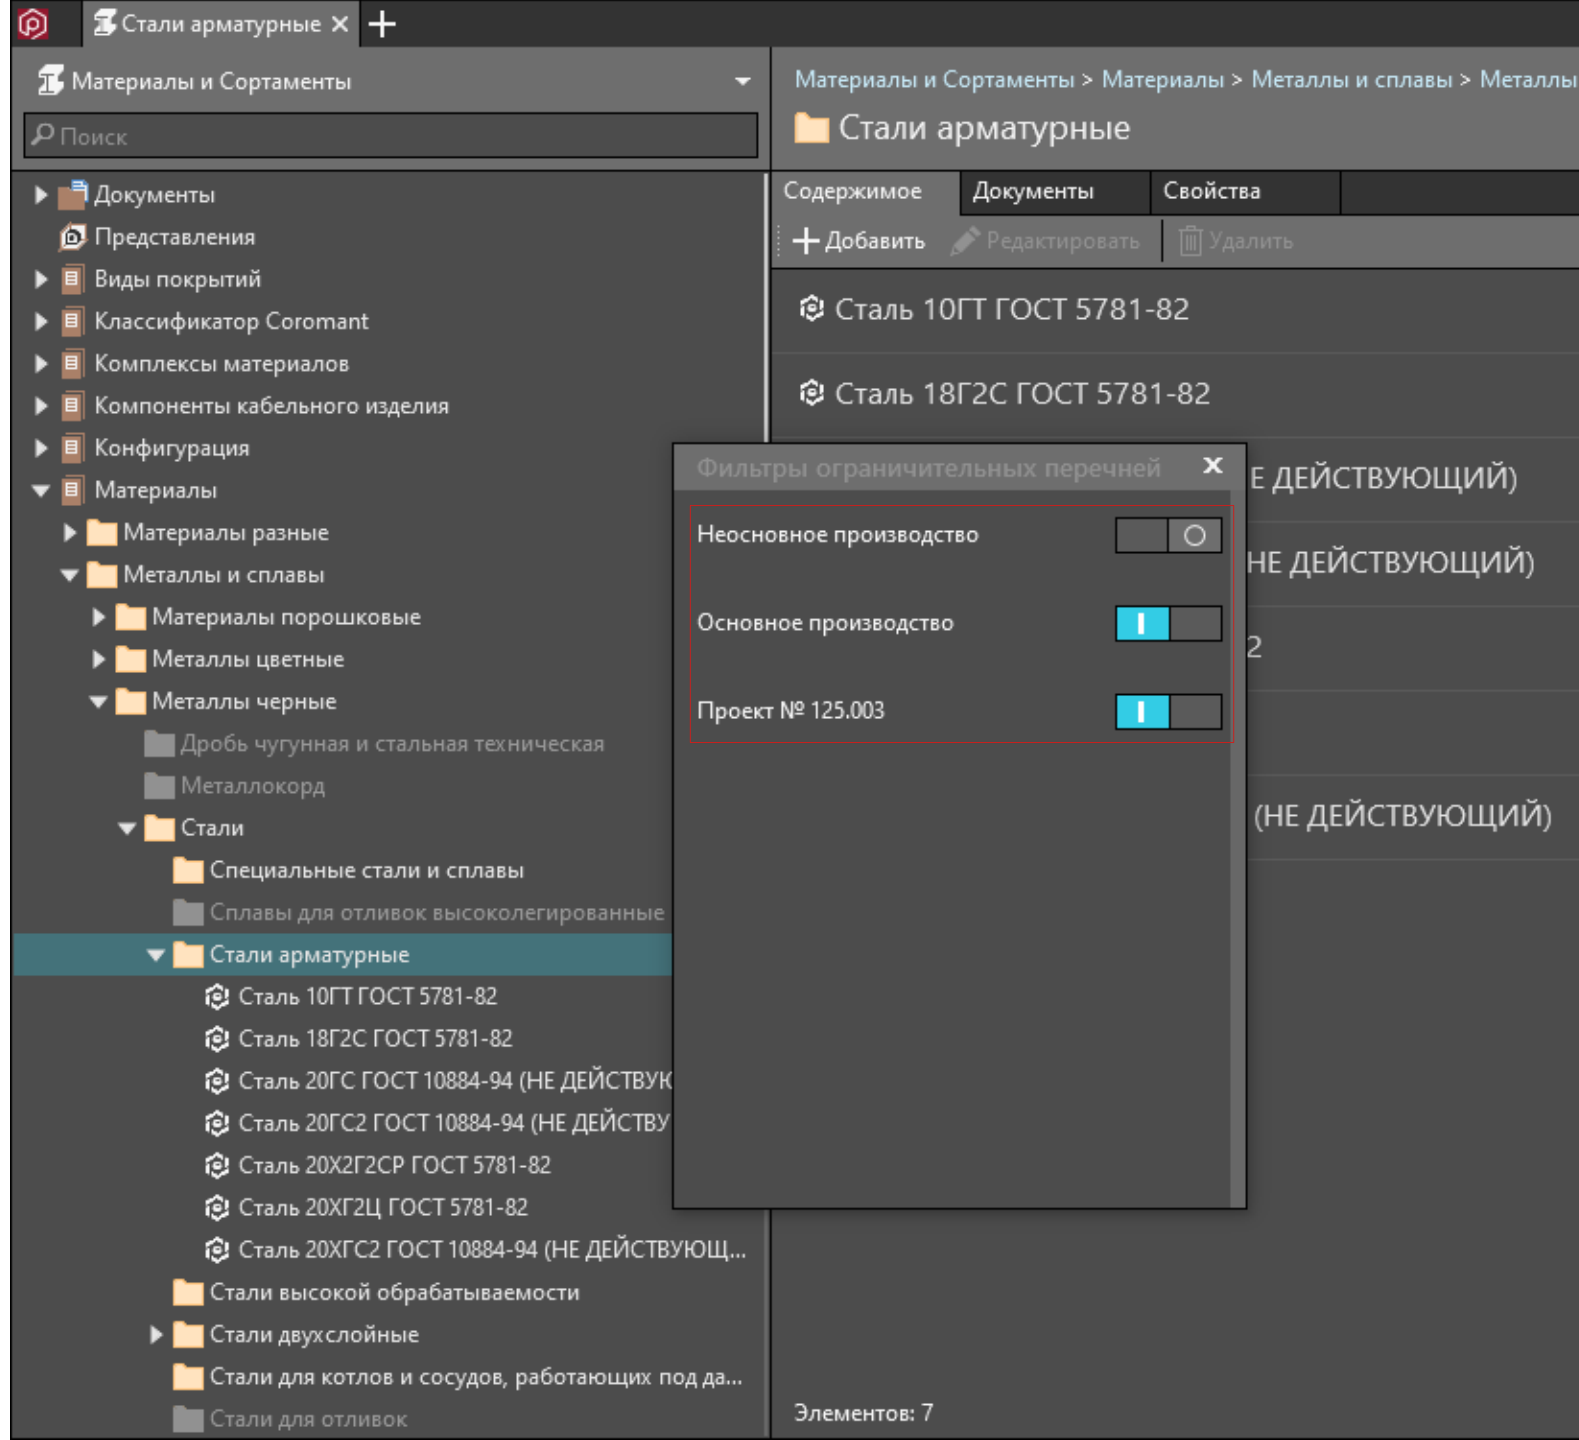 Стали арматурные
Материалы и Сортаменты
Поиск
Документы
Представления
Виды покрытий
Классификатор Coromant
Комплексы материалов
Компоненты кабельного изделия
Конфигурация
Материалы
Материалы разные
Металлы и сплавы
Материалы порошковые
Металлы цветные
Металлы черные
Дробь чугунная и стальная техническая
Металлокорд
Стали
Специальные стали и сплавы
Сплавы для отливок высоколегированные
Стали арматурные
Сталь 10ГТ ГОСТ 5781-82
Сталь 18Г2С ГОСТ 5781-82
Сталь 20ГС ГОСТ 10884-94 (НЕ ДЕЙСТВУЮ
Сталь 20ГС2 ГОСТ 10884-94 (НЕ ДЕЙСТВУ
Сталь 20Х2Г2СР ГОСТ 5781-82
Сталь 20ХГ2Ц ГОСТ 5781-82
Сталь 20ХГС2 ГОСТ 10884-94 (НЕ ДЕЙСТВУЮЩ...
Стали высокой обрабатываемости
Стали двухслойные
Стали для котлов и сосудов, работающих под да...
Стали для отливок
Материалы и Сортаменты > Материалы > Металлы и сплавы > Металлы
Стали арматурные
Содержимое Документы Свойства
Добавить Редактировать Удалить
Сталь 10ГТ ГОСТ 5781-82
Сталь 18Г2С ГОСТ 5781-82
Е ДЕЙСТВУЮЩИЙ)
НЕ ДЕЙСТВУЮЩИЙ)
2
(НЕ ДЕЙСТВУЮЩИЙ)
Фильтры ограничительных перечней
Неосновное производство
Основное производство
Проект № 125.003
Элементов: 7